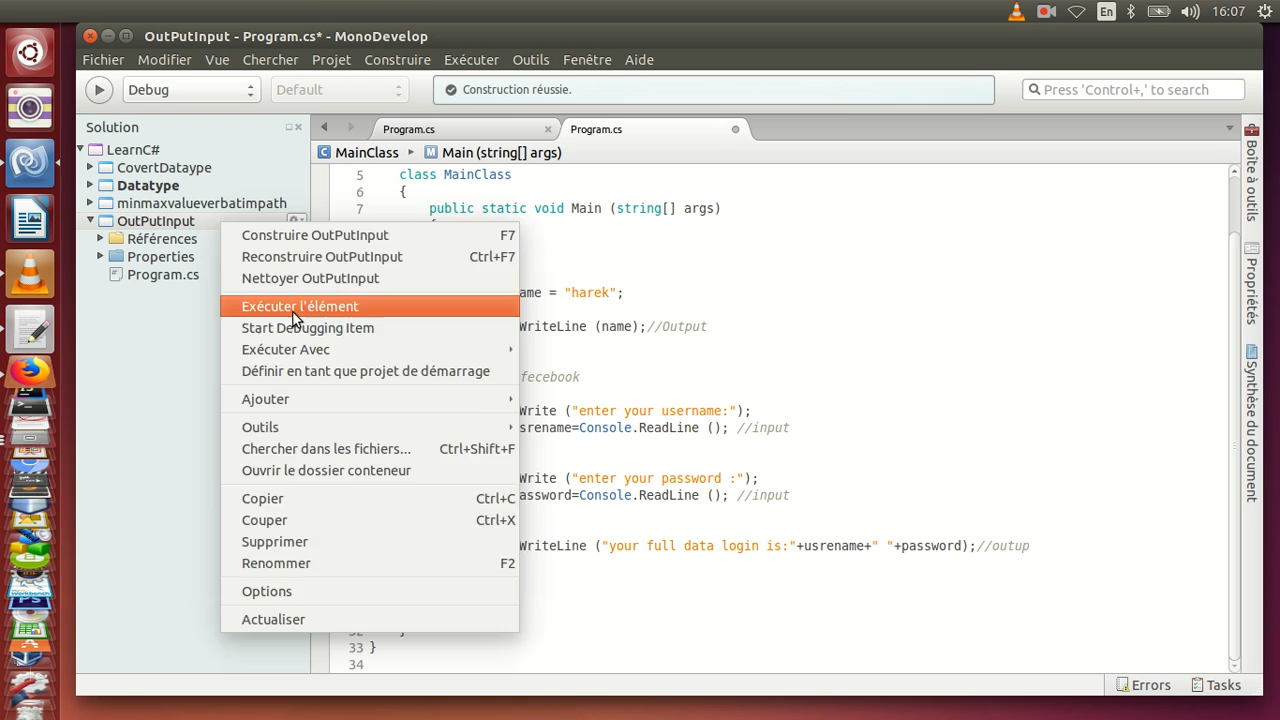 En 16:07
OutPutInput - Program.cs* - MonoDevelop
Fichier Modifier Vue Chercher Projet Construire Exécuter Outils Fenêtre Aide
Debug Default Construction réussie. Press 'Control+,' to search
Solution
LearnC#
CovertDataype
Datatype
minmaxvalueverbatimpath
OutPutInput
Références
Properties
Program.cs
Program.cs Program.cs
MainClass Main (string[] args)
5 class MainClass
6 {
7 public static void Main (string[] args)
ame = "harek";
WriteLine (name);//Output
fecebook
Write ("enter your username:");
srename=Console.ReadLine (); //input
Write ("enter your password :");
assword=Console.ReadLine (); //input
WriteLine ("your full data login is:"+usrename+" "+password);//outup
33 }
34
Construire OutPutInput F7
Reconstruire OutPutInput Ctrl+F7
Nettoyer OutPutInput
Exécuter l'élément
Start Debugging Item
Exécuter Avec
Définir en tant que projet de démarrage
Ajouter
Outils
Chercher dans les fichiers... Ctrl+Shift+F
Ouvrir le dossier conteneur
Copier Ctrl+C
Couper Ctrl+X
Supprimer
Renommer F2
Options
Actualiser
Boîte à outils
Propriétés
Synthèse du document
Errors Tasks